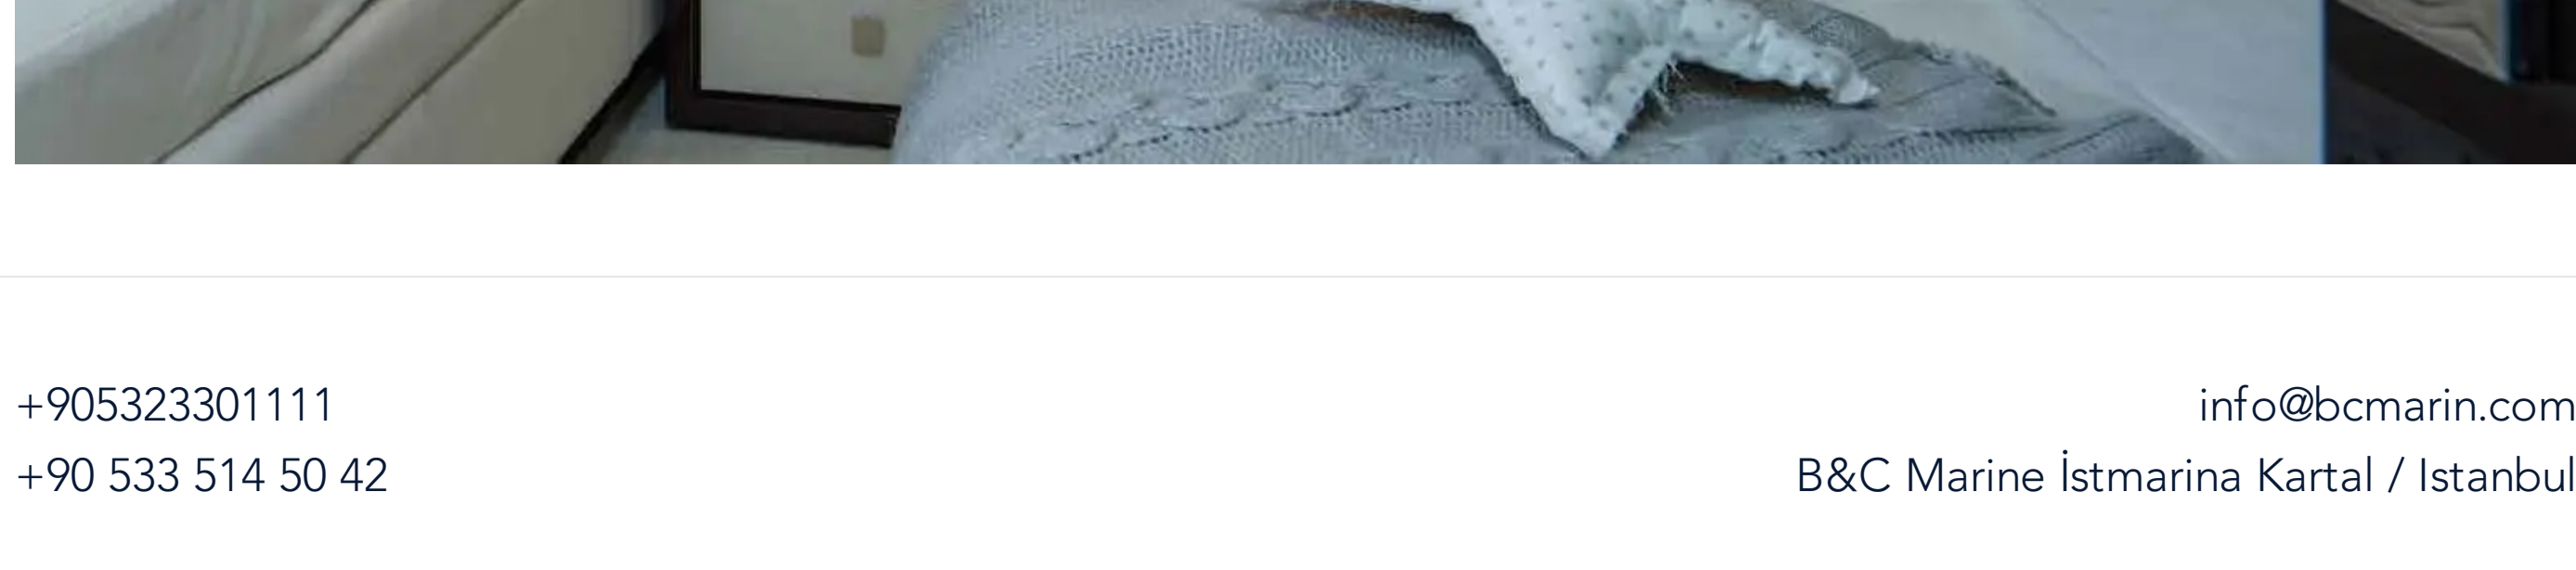 +905323301111
+90 533 514 50 42
info@bcmarin.com
B&C Marine İstmarina Kartal / Istanbul